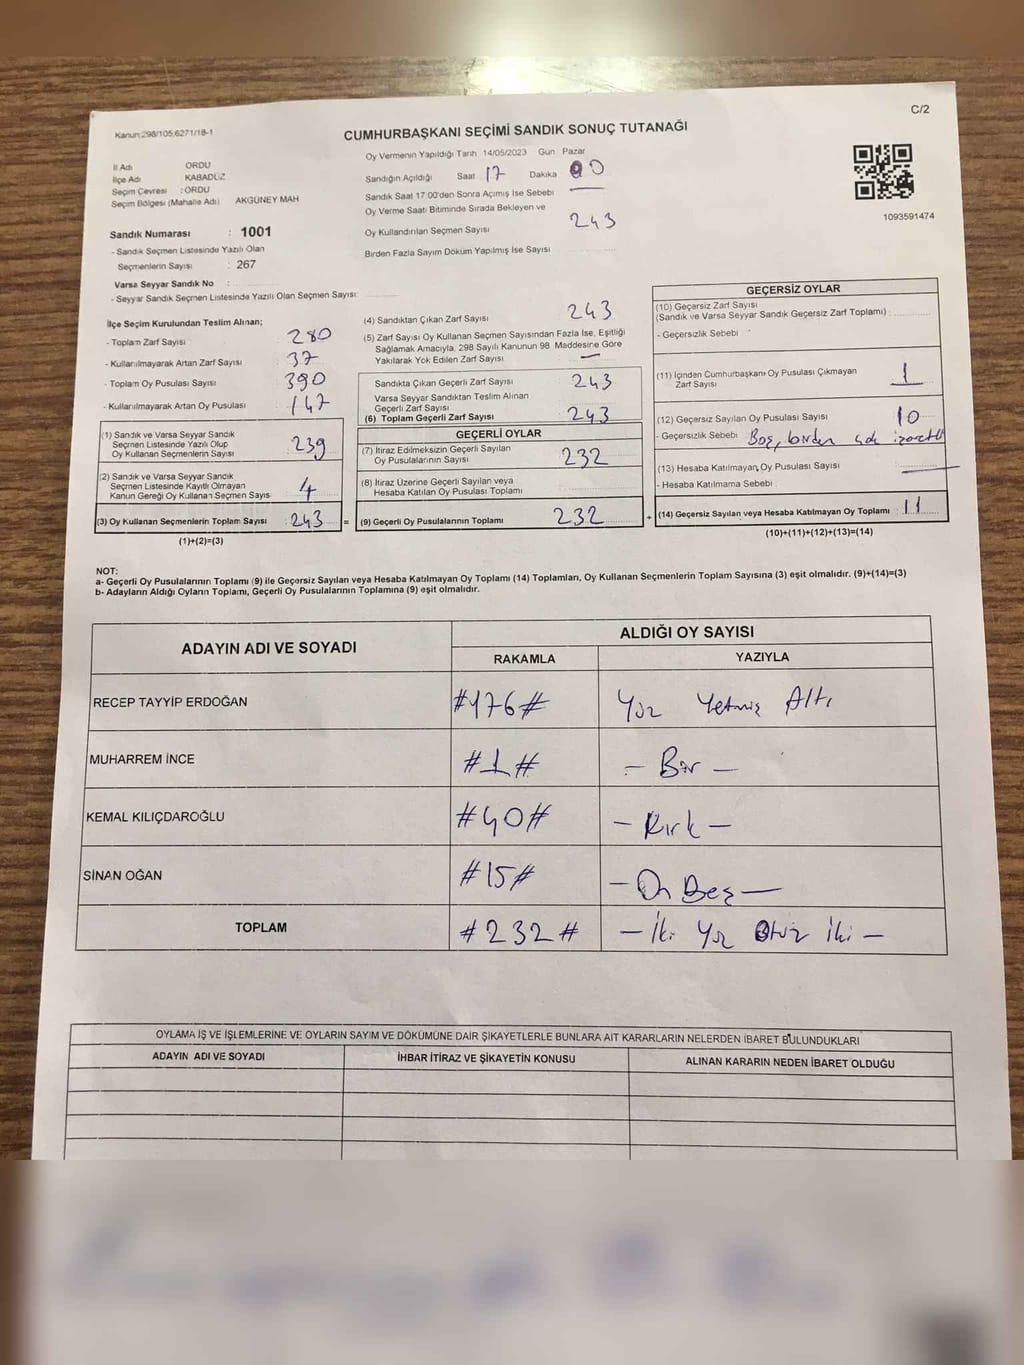 C/2
Kanun:298/105;6271/18-1
CUMHURBAŞKANI SEÇİMİ SANDIK SONUÇ TUTANAĞI
İl Adı ORDU
İlçe Adı KABADÜZ
Seçim Çevresi : ORDU
Seçim Bölgesi (Mahalle Adı) AKGÜNEY MAH
Sandık Numarası : 1001
- Sandık Seçmen Listesinde Yazılı Olan
Seçmenlerin Sayısı : 267
Varsa Seyyar Sandık No :
- Seyyar Sandık Seçmen Listesinde Yazılı Olan Seçmen Sayısı:
Oy Vermenin Yapıldığı Tarih 14/05/2023 Gün Pazar
Sandığın Açıldığı Saat 17 Dakika 00
Sandık Saat 17:00'den Sonra Açımış İse Sebebi
Oy Verme Saati Bitiminde Sırada Bekleyen ve
Oy Kullandırılan Seçmen Sayısı 243
Birden Fazla Sayım Döküm Yapılmış İse Sayısı
1093591474
İlçe Seçim Kurulundan Teslim Alınan;
- Toplam Zarf Sayısı 280
- Kullanılmayarak Artan Zarf Sayısı 37
- Toplam Oy Pusulası Sayısı 390
- Kullanılmayarak Artan Oy Pusulası 147
(1) Sandık ve Varsa Seyyar Sandık
Seçmen Listesinde Yazılı Olup
Oy Kullanan Seçmenlerin Sayısı 239
(2) Sandık ve Varsa Seyyar Sandık
Seçmen Listesinde Kayıtlı Olmayan
Kanun Gereği Oy Kullanan Seçmen Sayıs 4
(3) Oy Kullanan Seçmenlerin Toplam Sayısı : 243 =
(1)+(2)=(3)
(4) Sandıktan Çıkan Zarf Sayısı 243
(5) Zarf Sayısı Oy Kullanan Seçmen Sayısından Fazla İse, Eşitliği
Sağlamak Amacıyla, 298 Sayılı Kanunun 98. Maddesine Göre
Yakılarak Yok Edilen Zarf Sayısı —
Sandıkta Çıkan Geçerli Zarf Sayısı 243
Varsa Seyyar Sandıktan Teslim Alınan
Geçerli Zarf Sayısı
(6) Toplam Geçerli Zarf Sayısı 243
GEÇERLİ OYLAR
(7) İtiraz Edilmeksizin Geçerli Sayılan
Oy Pusulalarının Sayısı 232
(8) İtiraz Üzerine Geçerli Sayılan veya
Hesaba Katılan Oy Pusulası Toplamı
(9) Geçerli Oy Pusulalarının Toplamı 232 +
GEÇERSİZ OYLAR
(10) Geçersiz Zarf Sayısı
(Sandık ve Varsa Seyyar Sandık Geçersiz Zarf Toplamı) :
- Geçersizlik Sebebi :
(11) İçinden Cumhurbaşkanı Oy Pusulası Çıkmayan
Zarf Sayısı 1
(12) Geçersiz Sayılan Oy Pusulası Sayısı 10
- Geçersizlik Sebebi Boş, birden çok işaretli
(13) Hesaba Katılmayan Oy Pusulası Sayısı :
- Hesaba Katılmama Sebebi :
(14) Geçersiz Sayılan veya Hesaba Katılmayan Oy Toplamı : 11
(10)+(11)+(12)+(13)=(14)
NOT:
a- Geçerli Oy Pusulalarının Toplamı (9) ile Geçersiz Sayılan veya Hesaba Katılmayan Oy Toplamı (14) Toplamları, Oy Kullanan Seçmenlerin Toplam Sayısına (3) eşit olmalıdır. (9)+(14)=(3)
b- Adayların Aldığı Oyların Toplamı, Geçerli Oy Pusulalarının Toplamına (9) eşit olmalıdır.
ADAYIN ADI VE SOYADI ALDIĞI OY SAYISI
RAKAMLA YAZIYLA
RECEP TAYYİP ERDOĞAN #176# Yüz Yetmiş Altı
MUHARREM İNCE #1# - Bir -
KEMAL KILIÇDAROĞLU #40# - Kırk -
SİNAN OĞAN #15# - On Beş -
TOPLAM #232# - İki Yüz Otuz İki -
OYLAMA İŞ VE İŞLEMLERİNE VE OYLARIN SAYIM VE DÖKÜMÜNE DAİR ŞİKAYETLERLE BUNLARA AİT KARARLARIN NELERDEN İBARET BULUNDUKLARI
ADAYIN ADI VE SOYADI İHBAR İTİRAZ VE ŞİKAYETİN KONUSU ALINAN KARARIN NEDEN İBARET OLDUĞU